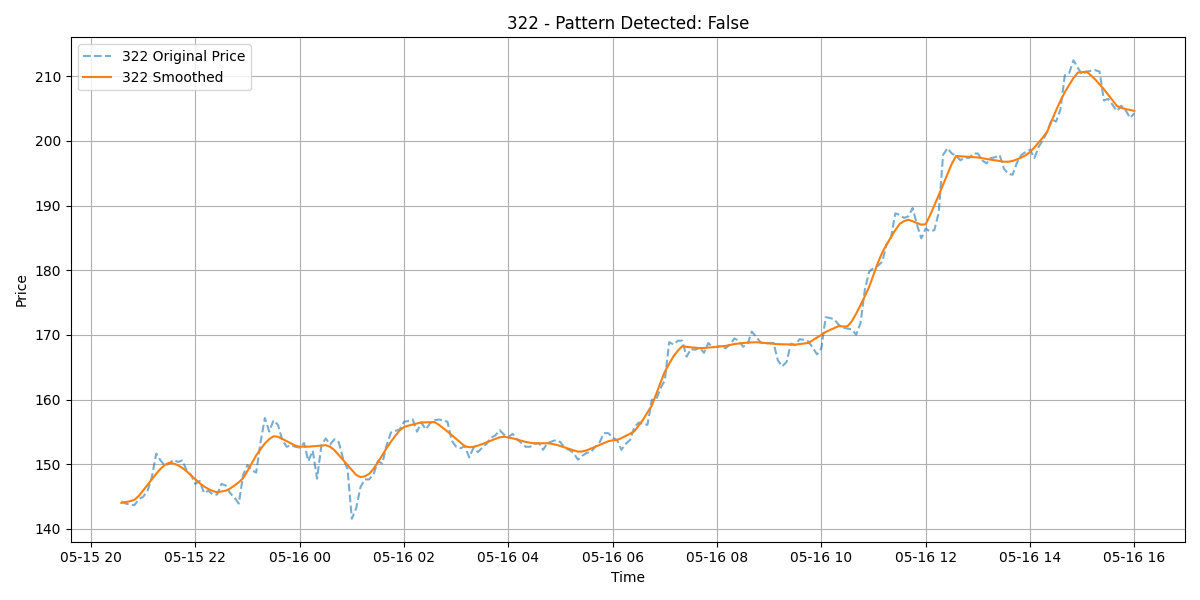 322 - Pattern Detected: False
322 Original Price
322 Smoothed
Price
210
200
190
180
170
160
150
140
05-15 20 05-15 22 05-16 00 05-16 02 05-16 04 05-16 06 05-16 08 05-16 10 05-16 12 05-16 14 05-16 16
Time